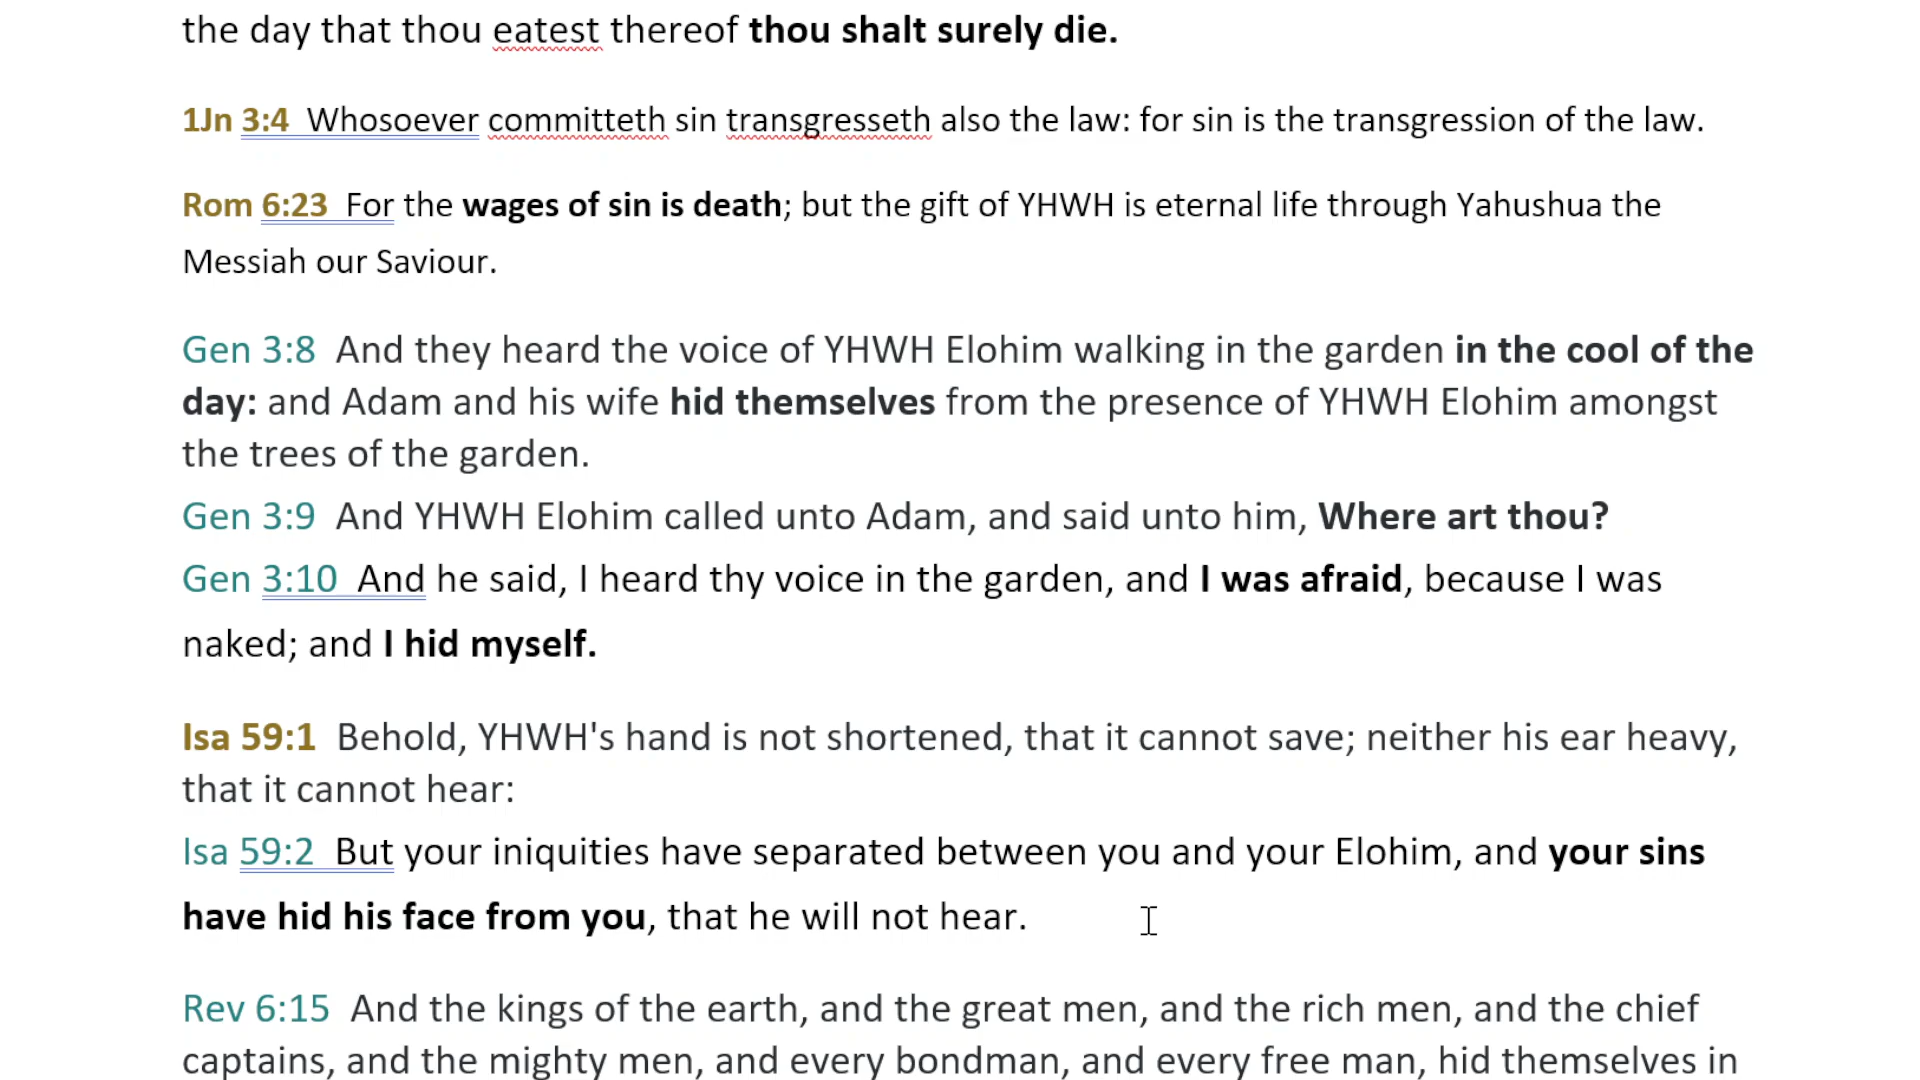 the day that thou eatest thereof thou shalt surely die.
1Jn 3:4  Whosoever committeth sin transgresseth also the law: for sin is the transgression of the law.
Rom 6:23  For the wages of sin is death; but the gift of YHWH is eternal life through Yahushua the
Messiah our Saviour.
Gen 3:8  And they heard the voice of YHWH Elohim walking in the garden in the cool of the
day: and Adam and his wife hid themselves from the presence of YHWH Elohim amongst
the trees of the garden.
Gen 3:9  And YHWH Elohim called unto Adam, and said unto him, Where art thou?
Gen 3:10  And he said, I heard thy voice in the garden, and I was afraid, because I was
naked; and I hid myself.
Isa 59:1  Behold, YHWH's hand is not shortened, that it cannot save; neither his ear heavy,
that it cannot hear:
Isa 59:2  But your iniquities have separated between you and your Elohim, and your sins
have hid his face from you, that he will not hear.
Rev 6:15  And the kings of the earth, and the great men, and the rich men, and the chief
captains, and the mighty men, and every bondman, and every free man, hid themselves in